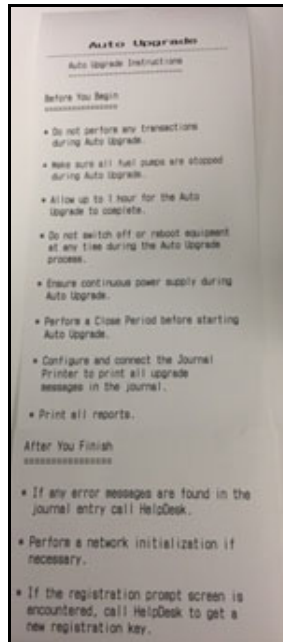 Auto Upgrade
Auto Upgrade Instructions
Before You Begin
================
* Do not perform any transactions
during Auto Upgrade.
* Make sure all fuel pumps are stopped
during Auto Upgrade.
* Allow up to 1 hour for the Auto
Upgrade to complete.
* Do not switch off or reboot equipment
at any time during the Auto Upgrade
process.
* Ensure continuous power supply during
Auto Upgrade.
* Perform a Close Period before starting
Auto Upgrade.
* Configure and connect the Journal
Printer to print all upgrade
messages in the journal.
* Print all reports.
After You Finish
================
* If any error messages are found in the
journal entry call HelpDesk.
* Perform a network initialization if
necessary.
* If the registration prompt screen is
encountered, call HelpDesk to get a
new registration key.